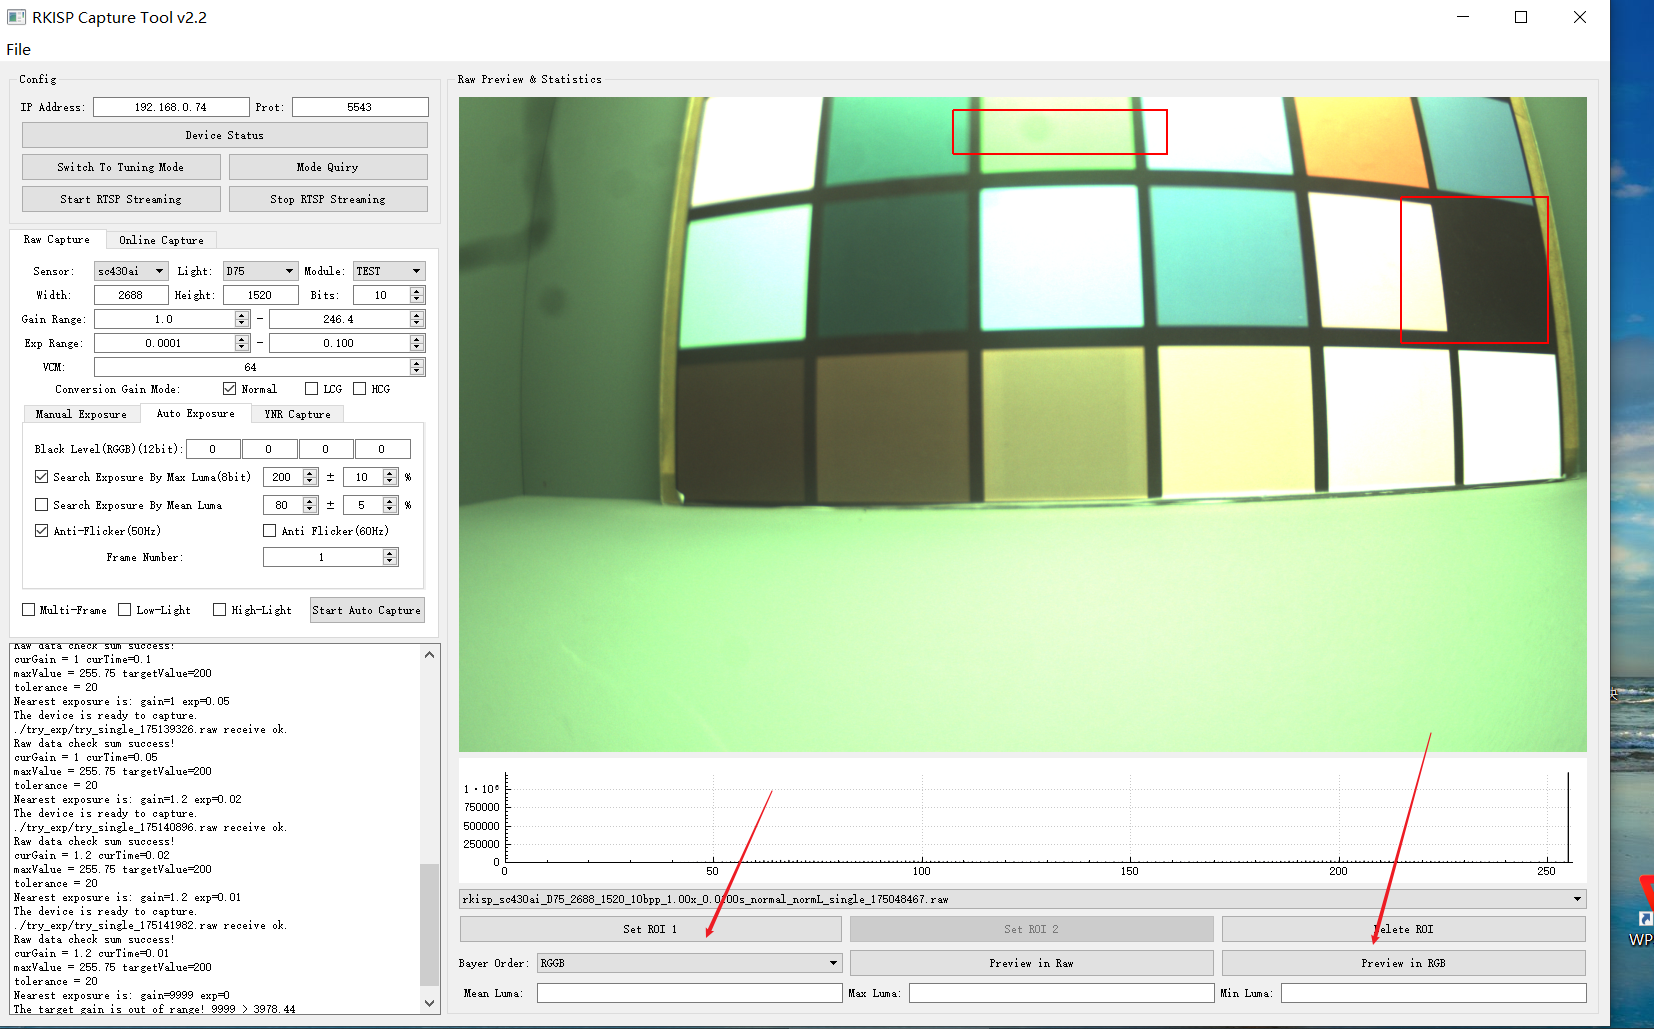 RKISP Capture Tool v2.2
File
Config
IP Address: 192.168.0.74 Prot: 5543
Device Status
Switch To Tuning Mode Mode Quiry
Start RTSP Streaming Stop RTSP Streaming
Raw Capture Online Capture
Sensor: sc430ai Light: D75 Module: TEST
Width: 2688 Height: 1520 Bits: 10
Gain Range: 1.0 - 246.4
Exp Range: 0.0001 - 0.100
VCM: 64
Conversion Gain Mode: Normal LCG HCG
Manual Exposure Auto Exposure YNR Capture
Black Level(RGGB)(12bit): 0 0 0 0
Search Exposure By Max Luma(8bit) 200 ± 10 %
Search Exposure By Mean Luma 80 ± 5 %
Anti-Flicker(50Hz) Anti Flicker(60Hz)
Frame Number: 1
Multi-Frame Low-Light High-Light Start Auto Capture
Raw data check sum success!
curGain = 1 curTime=0.1
maxValue = 255.75 targetValue=200
tolerance = 20
Nearest exposure is: gain=1 exp=0.05
The device is ready to capture.
./try_exp/try_single_175139326.raw receive ok.
Raw data check sum success!
curGain = 1 curTime=0.05
maxValue = 255.75 targetValue=200
tolerance = 20
Nearest exposure is: gain=1.2 exp=0.02
The device is ready to capture.
./try_exp/try_single_175140896.raw receive ok.
Raw data check sum success!
curGain = 1.2 curTime=0.02
maxValue = 255.75 targetValue=200
tolerance = 20
Nearest exposure is: gain=1.2 exp=0.01
The device is ready to capture.
./try_exp/try_single_175141982.raw receive ok.
Raw data check sum success!
curGain = 1.2 curTime=0.01
maxValue = 255.75 targetValue=200
tolerance = 20
Nearest exposure is: gain=9999 exp=0
The target gain is out of range! 9999 > 3978.44
Raw Preview & Statistics
1·10⁶
750000
500000
250000
0
0 50 100 150 200 250
rkisp_sc430ai_D75_2688_1520_10bpp_1.00x_0.0100s_normal_normL_single_175048467.raw
Set ROI 1 Set ROI 2 Delete ROI
Bayer Order: RGGB Preview in Raw Preview in RGB
Mean Luma: Max Luma: Min Luma:
WP